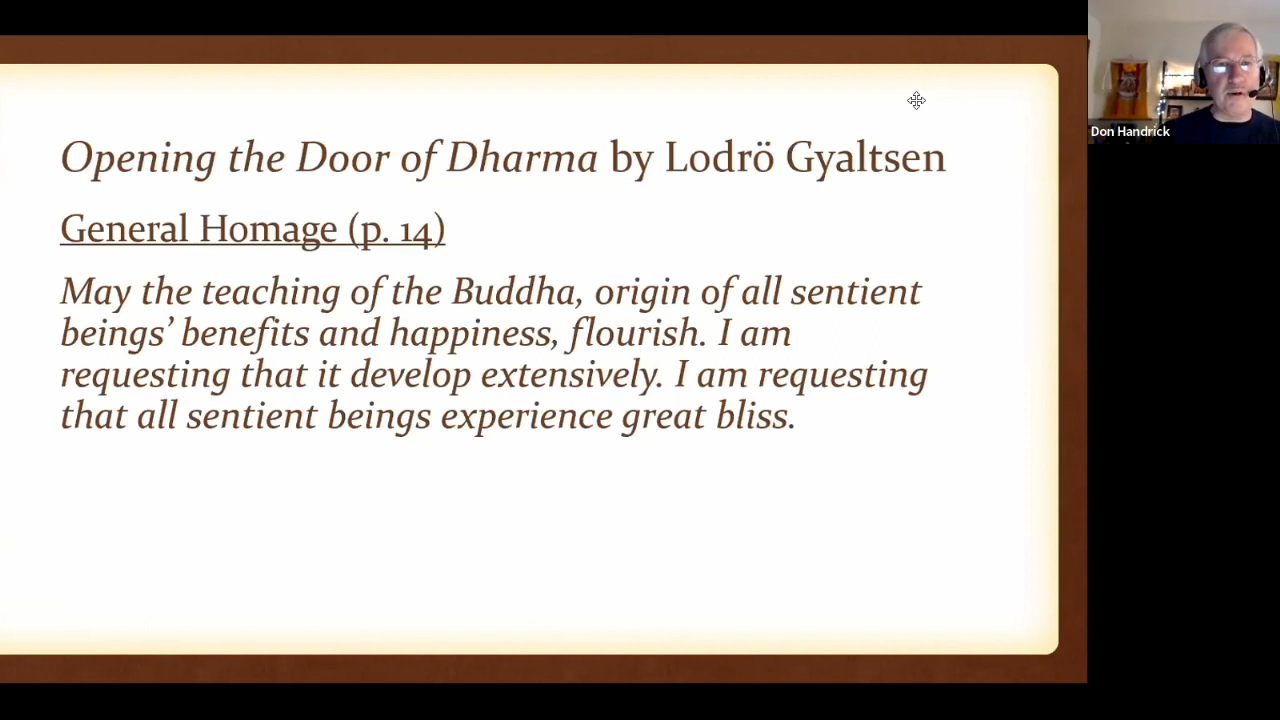 Opening the Door of Dharma by Lodrö Gyaltsen
General Homage (p. 14)
May the teaching of the Buddha, origin of all sentient
beings’ benefits and happiness, flourish. I am
requesting that it develop extensively. I am requesting
that all sentient beings experience great bliss.
Don Handrick